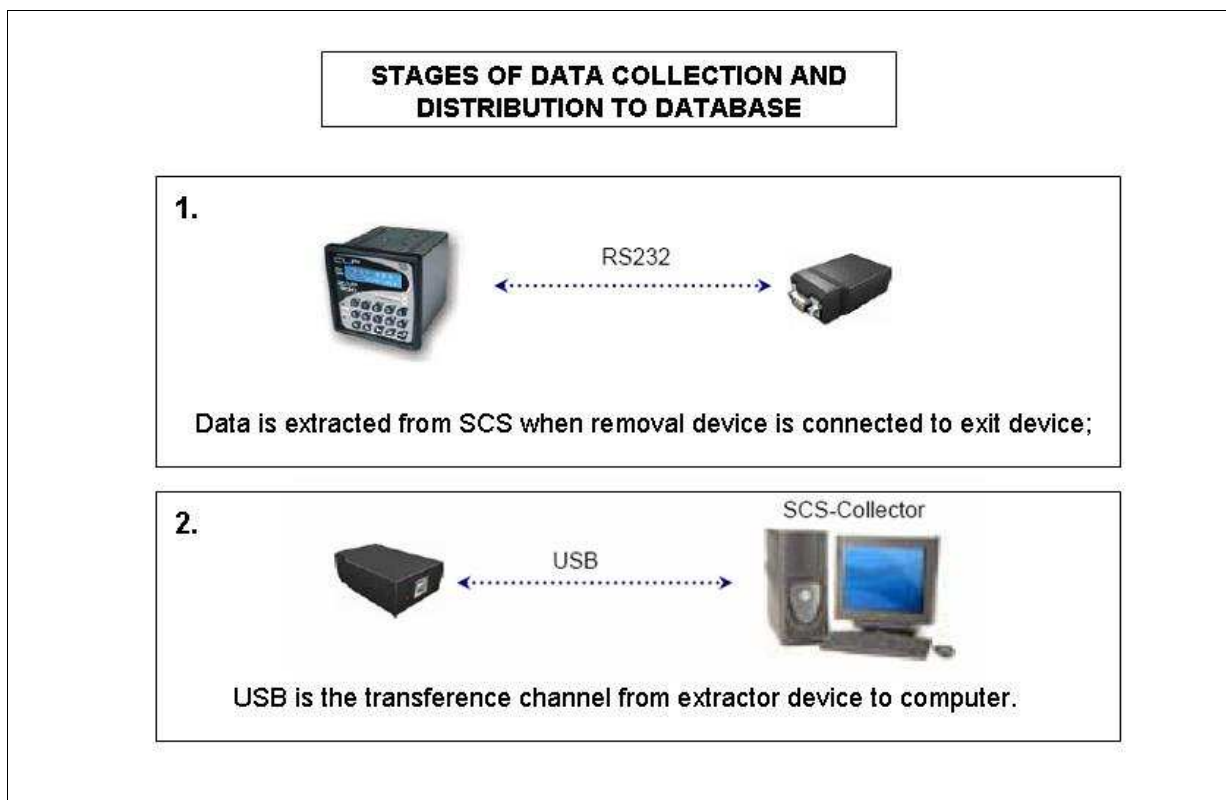 STAGES OF DATA COLLECTION AND
DISTRIBUTION TO DATABASE
1.
RS232
CLP
Data is extracted from SCS when removal device is connected to exit device;
2.
SCS-Collector
USB
USB is the transference channel from extractor device to computer.